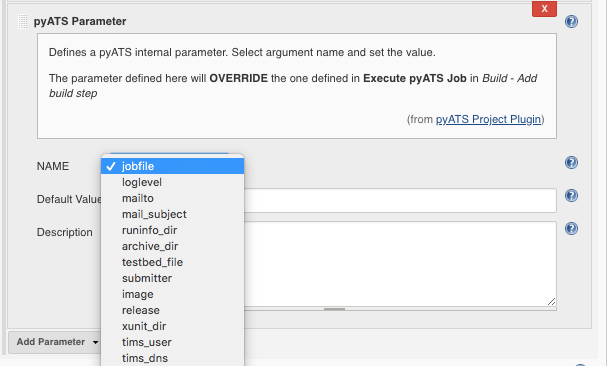 X
pyATS Parameter
Defines a pyATS internal parameter. Select argument name and set the value.
The parameter defined here will OVERRIDE the one defined in Execute pyATS Job in Build - Add
build step
(from pyATS Project Plugin)
NAME
✓ jobfile
loglevel
mailto
Default Value
mail_subject
runinfo_dir
Description
archive_dir
testbed_file
submitter
image
release
xunit_dir
Add Parameter
tims_user
tims_dns